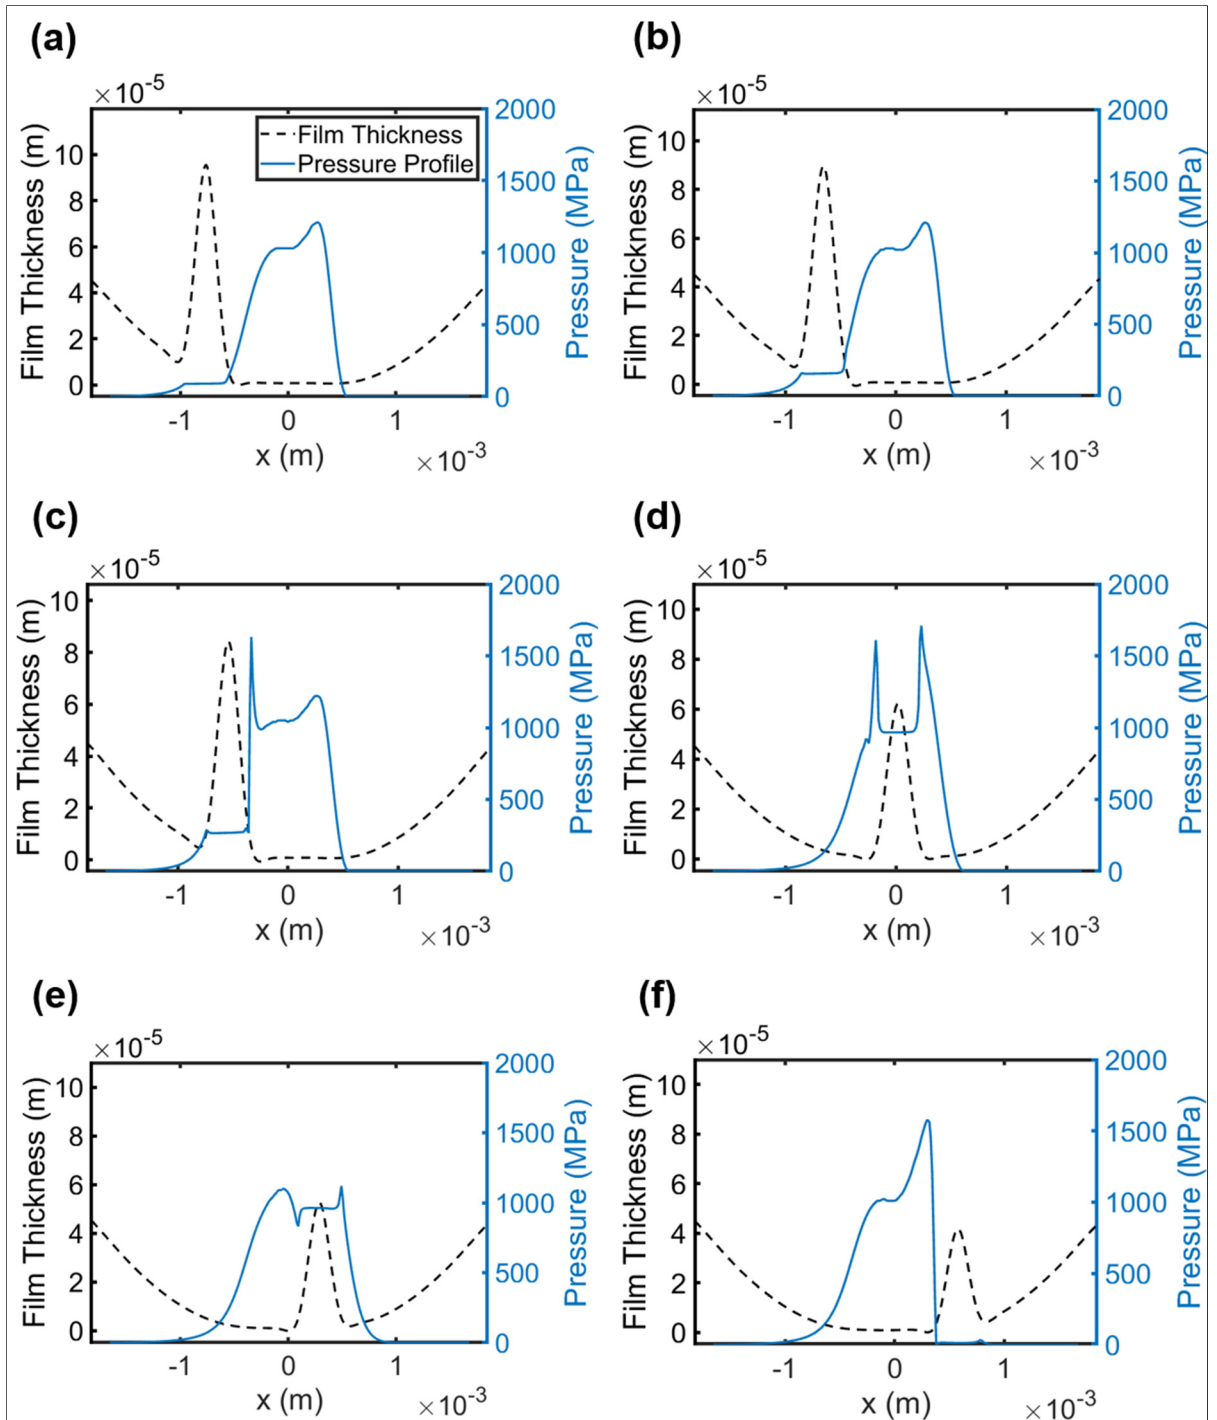 (a)
×10-5
Film Thickness (m)
10
8
6
4
2
0
Film Thickness
Pressure Profile
2000
1500
1000
500
0
Pressure (MPa)
-1 0 1
x (m)
×10-3
(b)
×10-5
Film Thickness (m)
10
8
6
4
2
0
2000
1500
1000
500
0
Pressure (MPa)
-1 0 1
x (m)
×10-3
(c)
×10-5
Film Thickness (m)
10
8
6
4
2
0
2000
1500
1000
500
0
Pressure (MPa)
-1 0 1
x (m)
×10-3
(d)
×10-5
Film Thickness (m)
10
8
6
4
2
0
2000
1500
1000
500
0
Pressure (MPa)
-1 0 1
x (m)
×10-3
(e)
×10-5
Film Thickness (m)
10
8
6
4
2
0
2000
1500
1000
500
0
Pressure (MPa)
-1 0 1
x (m)
×10-3
(f)
×10-5
Film Thickness (m)
10
8
6
4
2
0
2000
1500
1000
500
0
Pressure (MPa)
-1 0 1
x (m)
×10-3